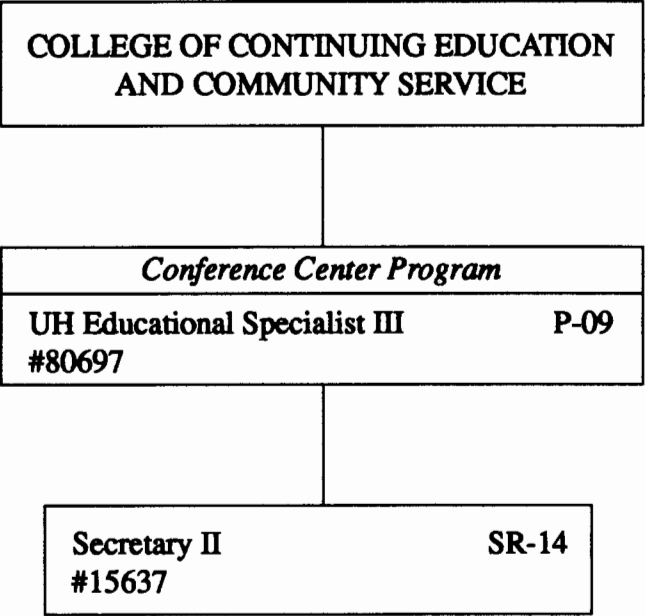 COLLEGE OF CONTINUING EDUCATION
AND COMMUNITY SERVICE
Conference Center Program
UH Educational Specialist III P-09
#80697
Secretary II SR-14
#15637